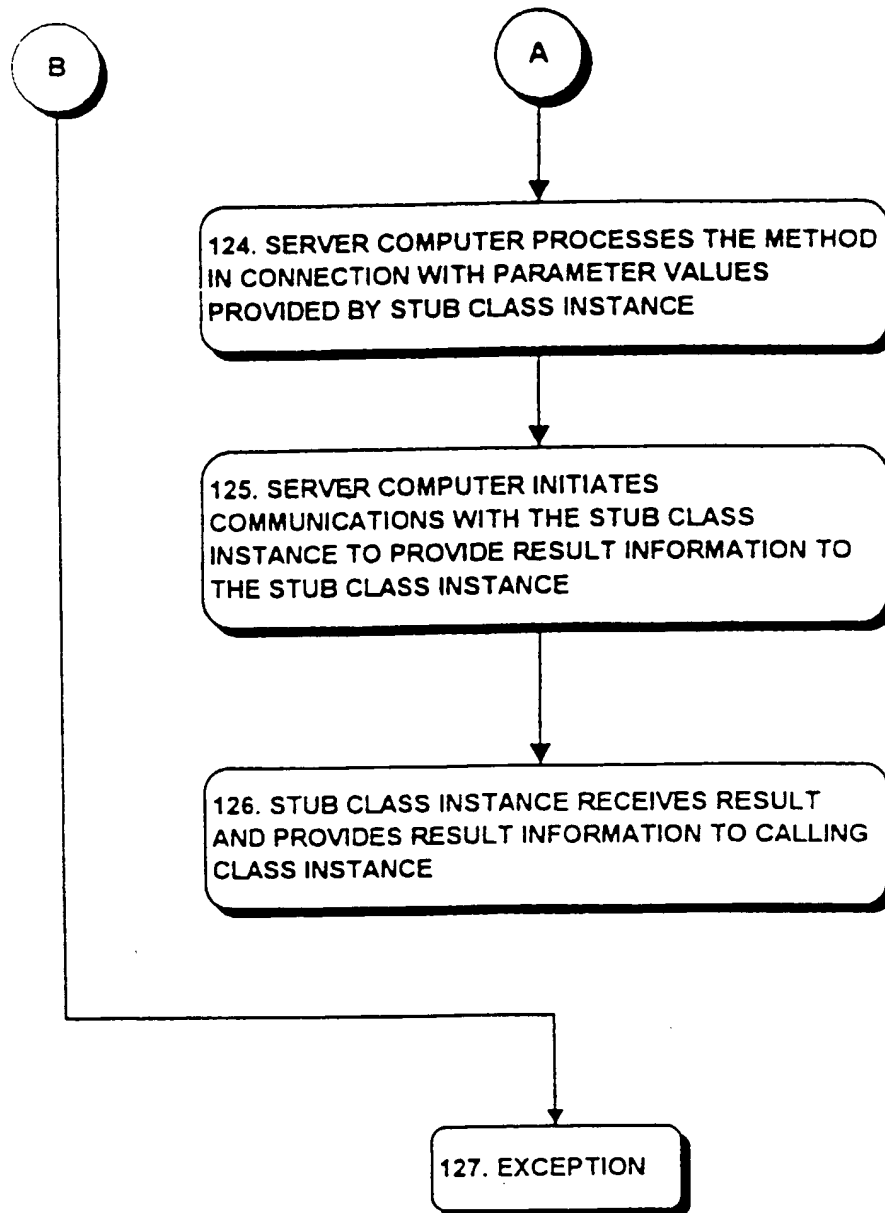 B
A
124. SERVER COMPUTER PROCESSES THE METHOD
IN CONNECTION WITH PARAMETER VALUES
PROVIDED BY STUB CLASS INSTANCE
125. SERVER COMPUTER INITIATES
COMMUNICATIONS WITH THE STUB CLASS
INSTANCE TO PROVIDE RESULT INFORMATION TO
THE STUB CLASS INSTANCE
126. STUB CLASS INSTANCE RECEIVES RESULT
AND PROVIDES RESULT INFORMATION TO CALLING
CLASS INSTANCE
127. EXCEPTION